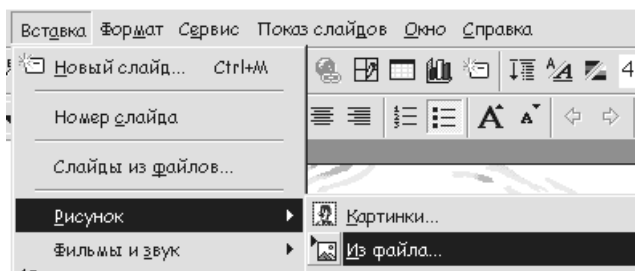 Вставка Формат Сервис Показ слайдов Окно Справка
Новый слайд... Ctrl+M
Номер слайда
Слайды из файлов...
Рисунок
Картинки...
Фильмы и звук
Из файла...